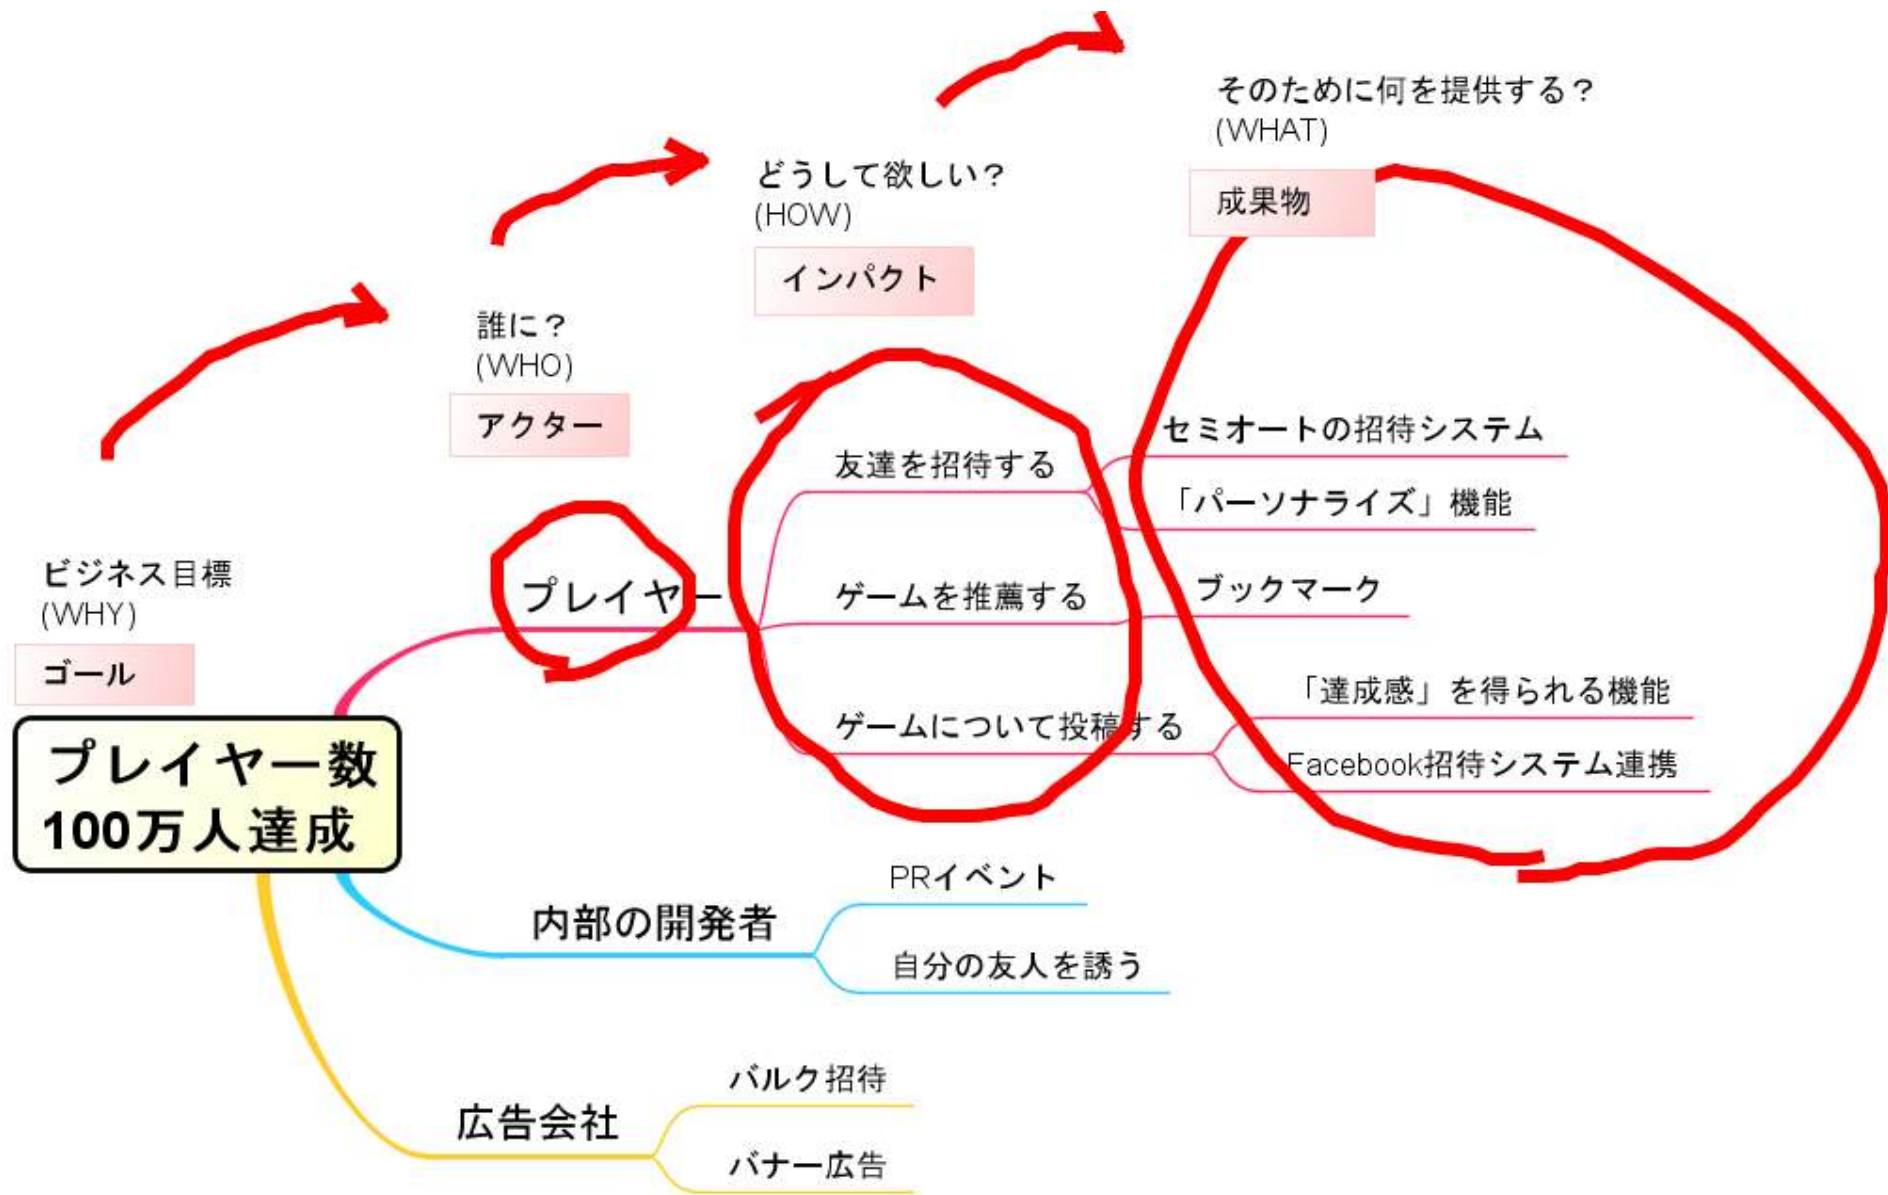 そのために何を提供する？
(WHAT)
成果物
どうして欲しい？
(HOW)
インパクト
誰に？
(WHO)
アクター
ビジネス目標
(WHY)
ゴール
プレイヤー数
100万人達成
プレイヤー
友達を招待する
セミオートの招待システム
「パーソナライズ」機能
ゲームを推薦する
ブックマーク
ゲームについて投稿する
「達成感」を得られる機能
Facebook招待システム連携
内部の開発者
PRイベント
自分の友人を誘う
広告会社
バルク招待
バナー広告